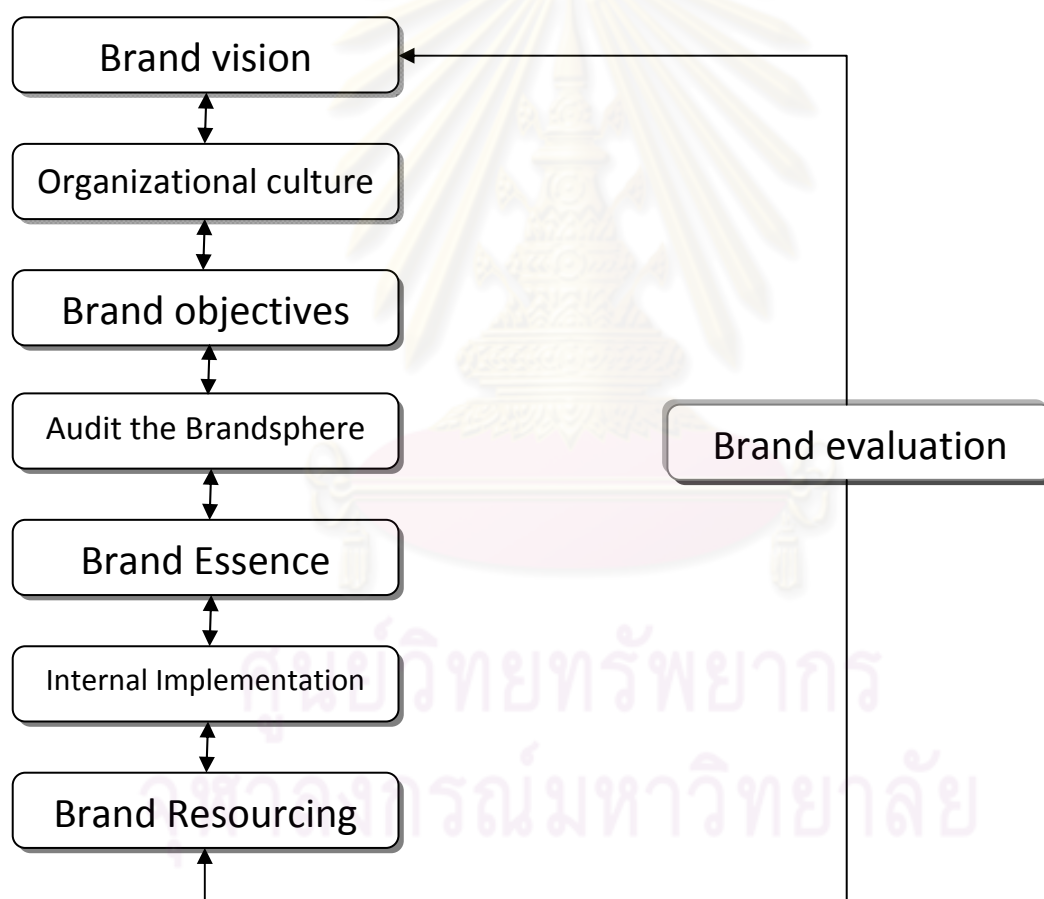 Brand vision
Organizational culture
Brand objectives
Audit the Brandsphere
Brand evaluation
Brand Essence
Internal Implementation
ศูนย์วิทยทรัพยากร
Brand Resourcing
จุฬาลงกรณ์มหาวิทยาลัย